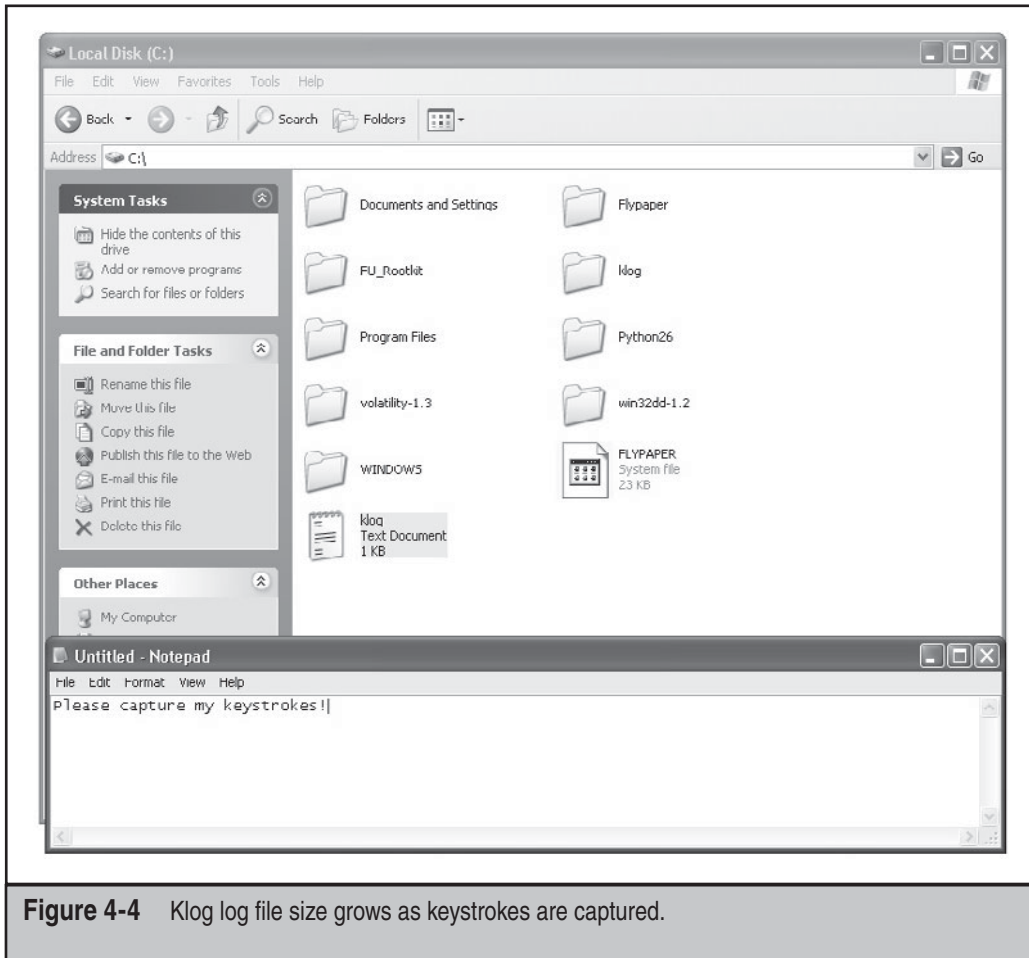 Local Disk (C:)
File Edit View Favorites Tools Help
Back Search Folders
Address C:\ Go
System Tasks
Hide the contents of this
drive
Add or remove programs
Search for files or folders
File and Folder Tasks
Rename this file
Move this file
Copy this file
Publish this file to the Web
E-mail this file
Print this file
Delete this file
Other Places
My Computer
Documents and Settings
Flypaper
FU_Rootkit
klog
Program Files
Python26
volatility-1.3
win32dd-1.2
WINDOWS
FLYPAPER
System file
23 KB
klog
Text Document
1 KB
Untitled - Notepad
File Edit Format View Help
Please capture my keystrokes!
Figure 4-4 Klog log file size grows as keystrokes are captured.